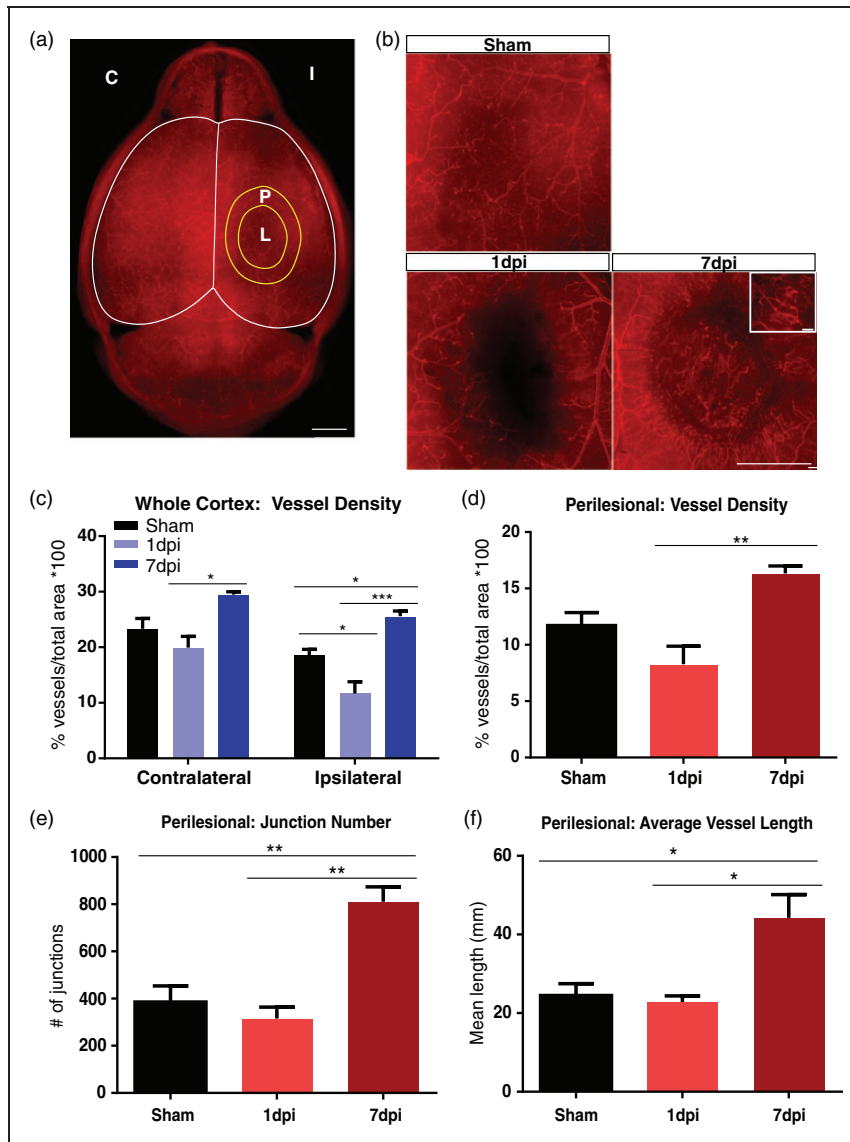 (a)
C
I
P
L
(b)
Sham
1dpi
7dpi
(c)
Whole Cortex: Vessel Density
% vessels/total area *100
40
30
20
10
0
Sham
1dpi
7dpi
*
*
***
*
Contralateral
Ipsilateral
(d)
Perilesional: Vessel Density
% vessels/total area *100
20
15
10
5
0
**
Sham
1dpi
7dpi
(e)
Perilesional: Junction Number
# of junctions
1000
800
600
400
200
0
**
**
Sham
1dpi
7dpi
(f)
Perilesional: Average Vessel Length
Mean length (mm)
60
40
20
0
*
*
Sham
1dpi
7dpi